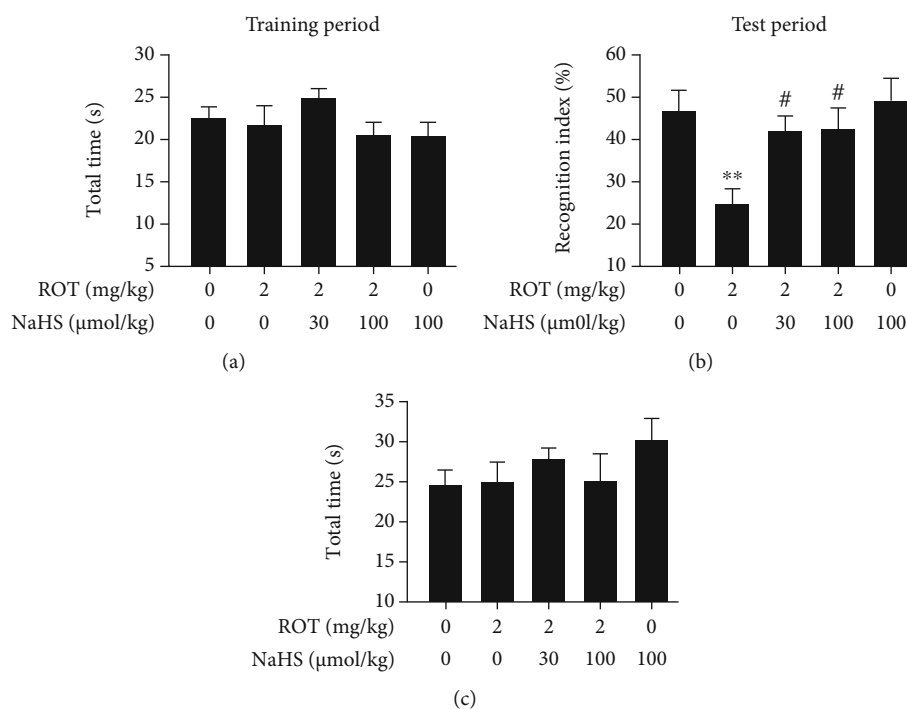 Training period
30
25
20
15
10
5
Total time (s)
ROT (mg/kg) 0 2 2 2 0
NaHS (μmol/kg) 0 0 30 100 100
(a)
Test period
60
50
40
30
20
10
Recognition index (%)
**
#
#
ROT (mg/kg) 0 2 2 2 0
NaHS (μm0l/kg) 0 0 30 100 100
(b)
35
30
25
20
15
10
Total time (s)
ROT (mg/kg) 0 2 2 2 0
NaHS (μmol/kg) 0 0 30 100 100
(c)